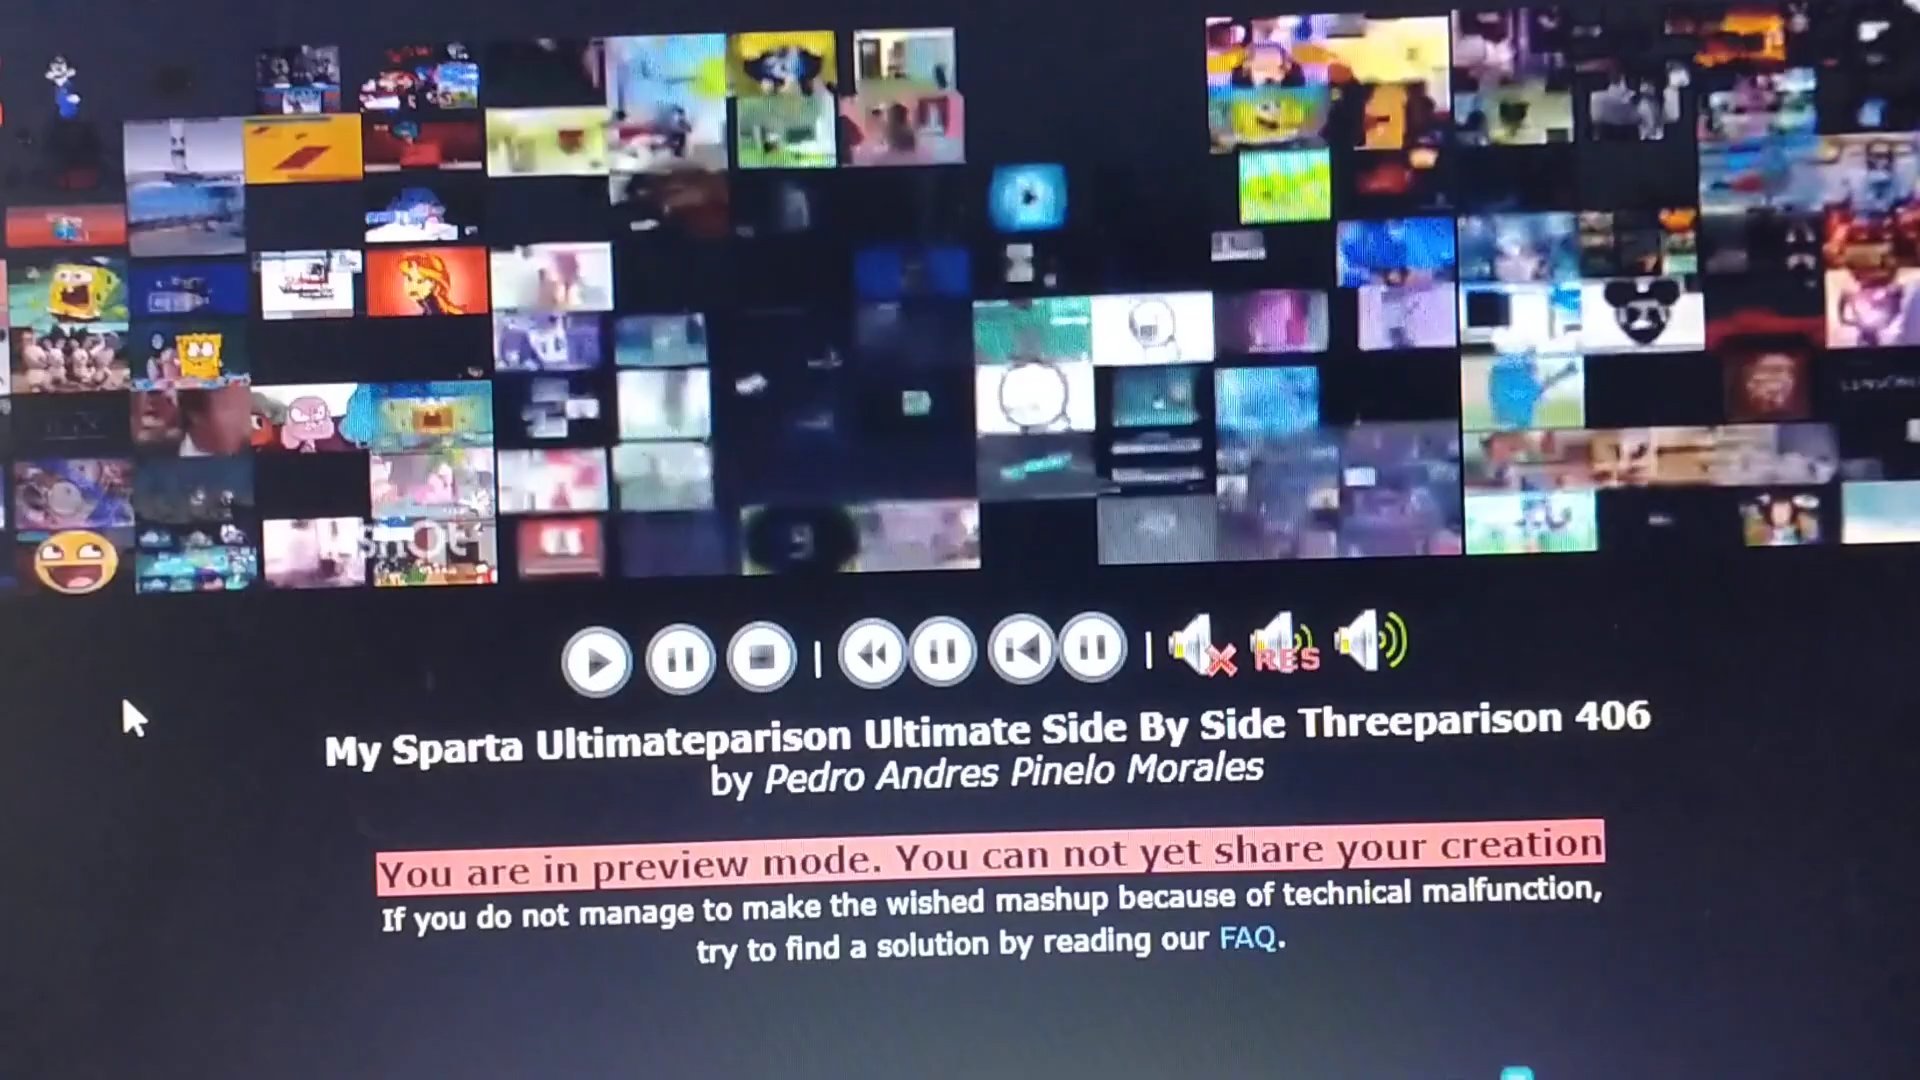 RES
My Sparta Ultimateparison Ultimate Side By Side Threeparison 406
by Pedro Andres Pinelo Morales
You are in preview mode. You can not yet share your creation
If you do not manage to make the wished mashup because of technical malfunction,
try to find a solution by reading our FAQ.